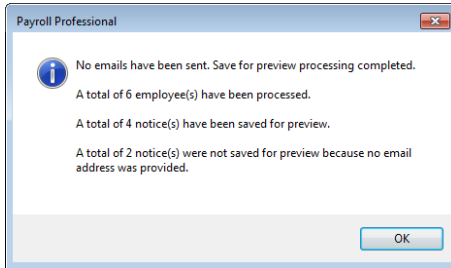 Payroll Professional
No emails have been sent. Save for preview processing completed.
A total of 6 employee(s) have been processed.
A total of 4 notice(s) have been saved for preview.
A total of 2 notice(s) were not saved for preview because no email
address was provided.
OK